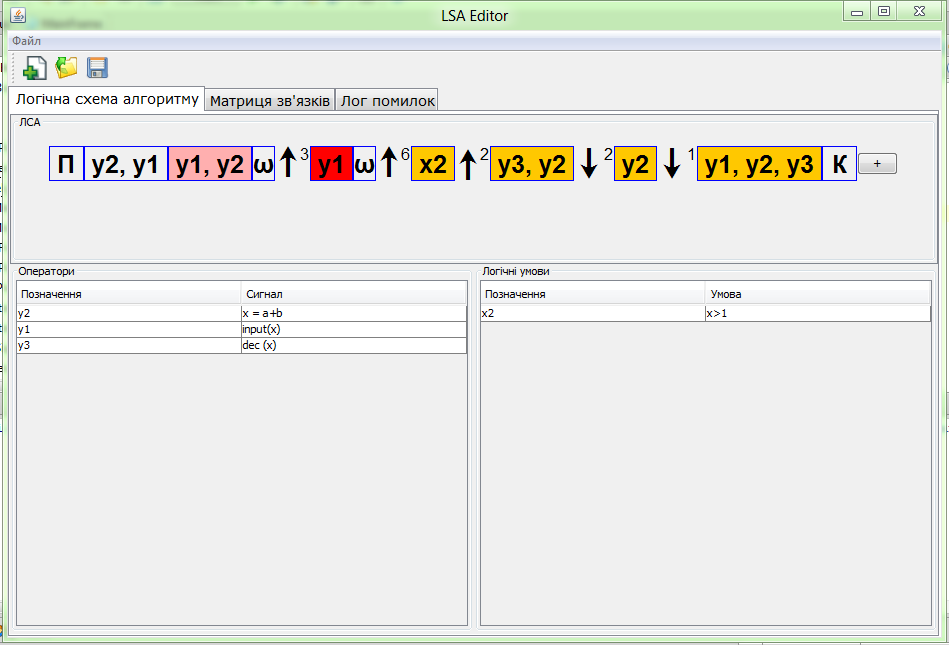 LSA Editor
Файл
Логічна схема алгоритму Матриця зв'язків Лог помилок
ЛСА
П y2, y1 y1, y2 ω ↑ 3 y1 ω ↑ 6 x2 ↑ 2 y3, y2 ↓ 2 y2 ↓ 1 y1, y2, y3 К +
Оператори Логічні умови
Позначення Сигнал Позначення Умова
y2 x = a+b x2 x>1
y1 input(x)
y3 dec (x)